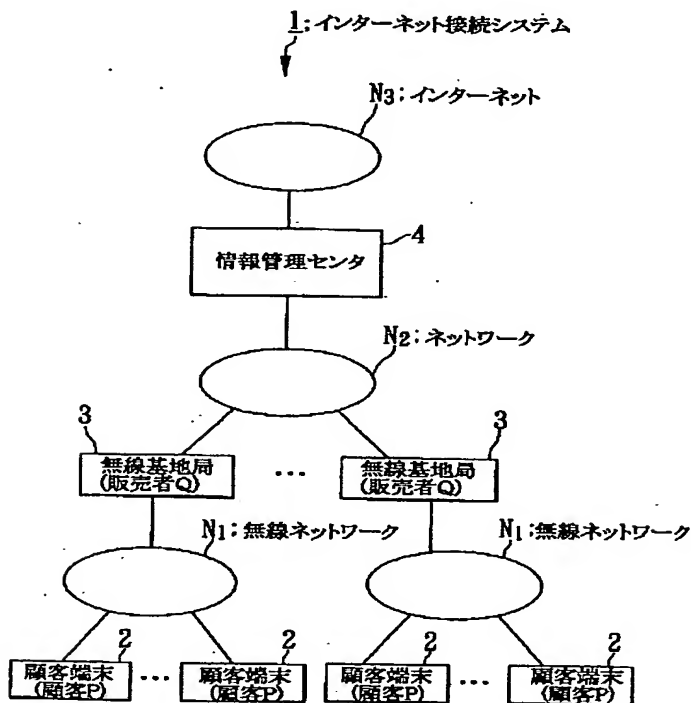 1;インターネット接続システム
N3;インターネット
4
情報管理センタ
N2;ネットワーク
3
3
無線基地局
(販売者Q)
...
無線基地局
(販売者Q)
N1;無線ネットワーク
N1;無線ネットワーク
2
2
2
2
顧客端末
(顧客P)
...
顧客端末
(顧客P)
顧客端末
(顧客P)
...
顧客端末
(顧客P)